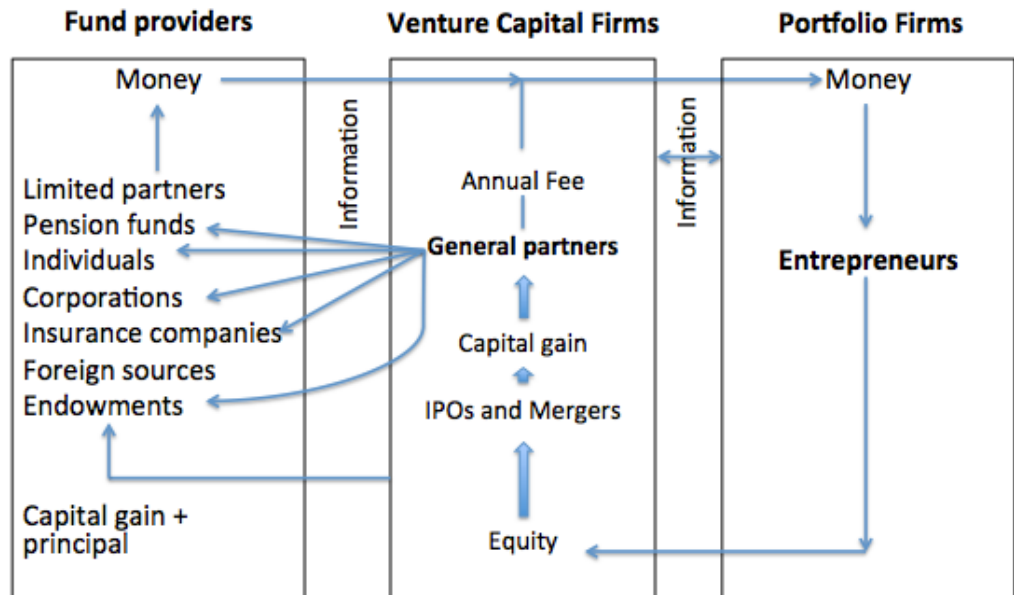 Fund providers
Venture Capital Firms
Portfolio Firms
Money
Limited partners
Pension funds
Individuals
Corporations
Insurance companies
Foreign sources
Endowments
Capital gain +
principal
Information
Annual Fee
General partners
Capital gain
IPOs and Mergers
Equity
Information
Money
Entrepreneurs